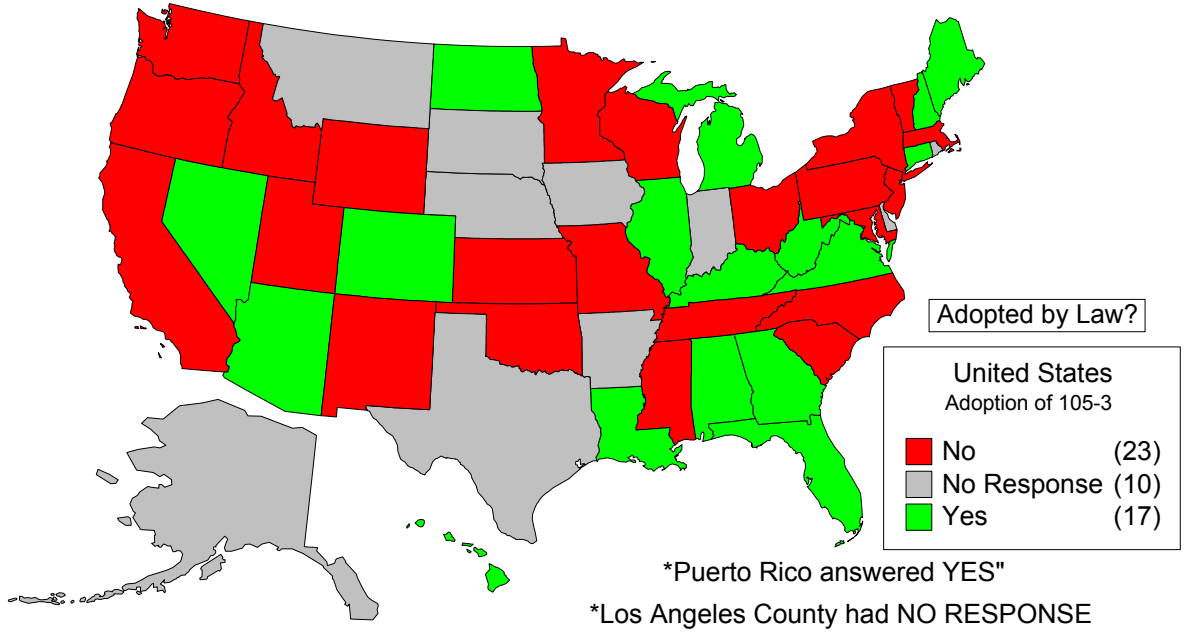 Adopted by Law?
United States
Adoption of 105-3
No (23)
No Response (10)
Yes (17)
*Puerto Rico answered YES"
*Los Angeles County had NO RESPONSE